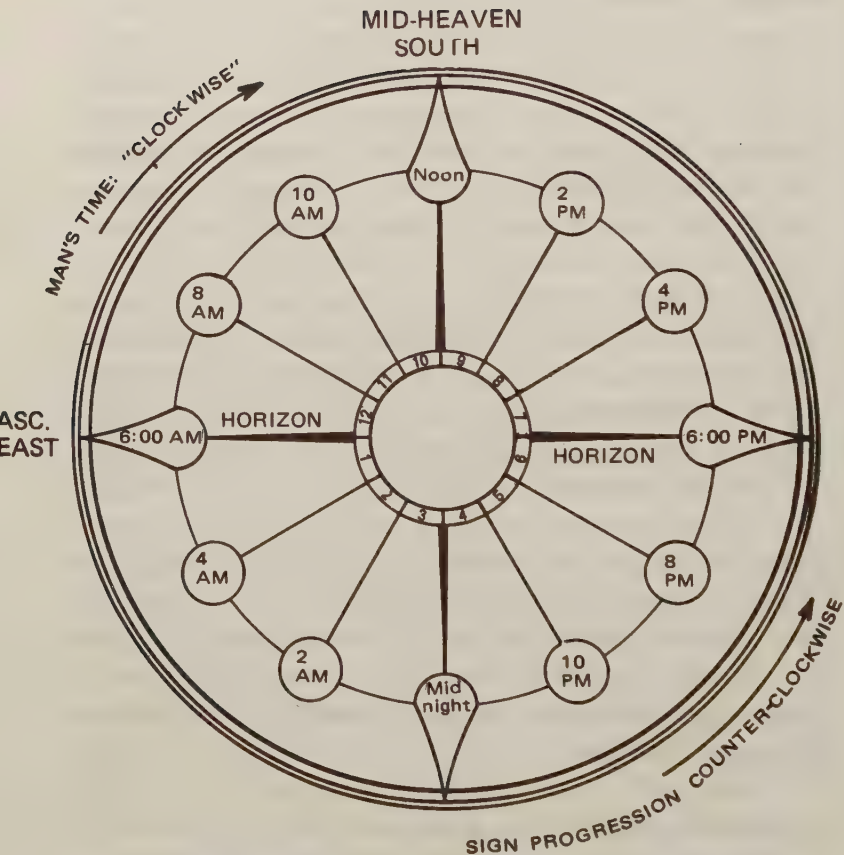 MID-HEAVEN
SOUTH
MAN'S TIME: "CLOCK WISE"
Noon
10
AM
2
PM
8
AM
4
PM
ASC.
EAST
6:00 AM
HORIZON
HORIZON
6:00 PM
10
9
11
8
12
7
1
6
2
5
3
4
4
AM
8
PM
2
AM
10
PM
Mid
night
SIGN PROGRESSION COUNTER-CLOCKWISE